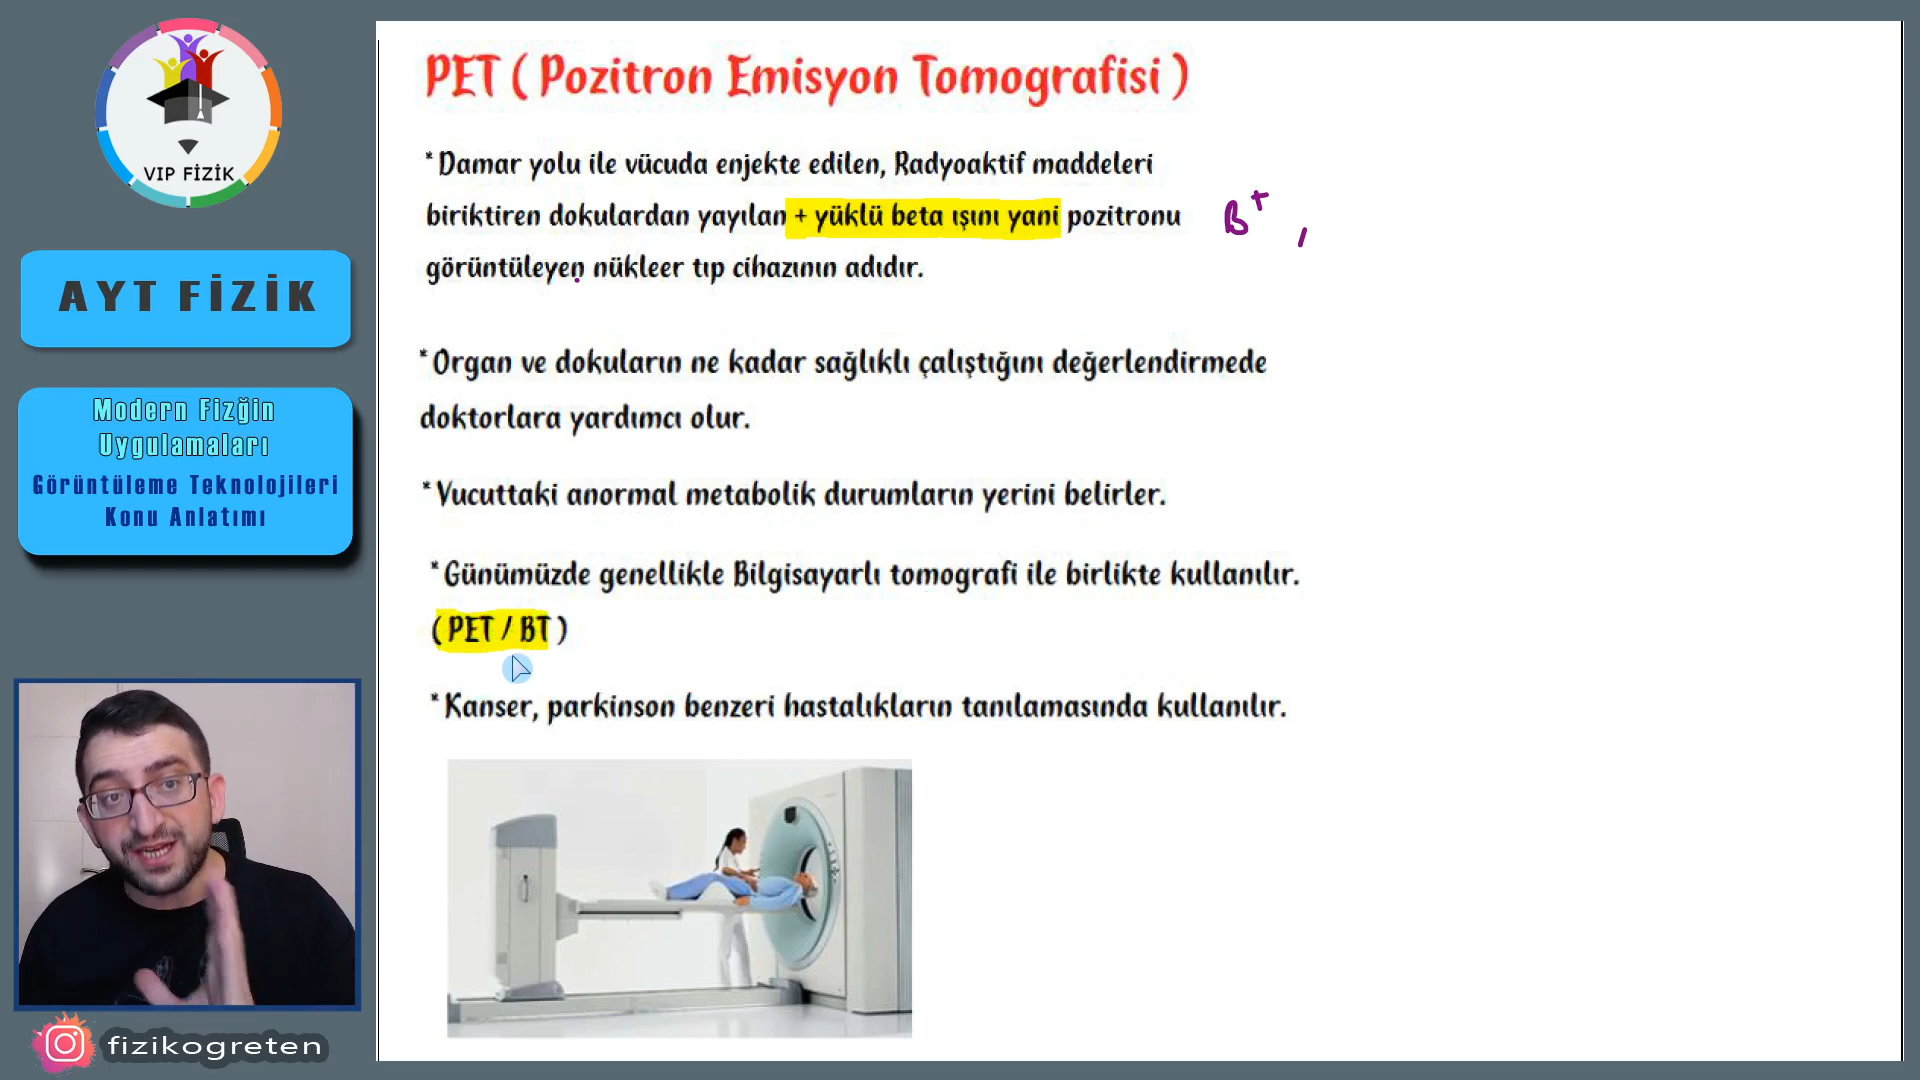 VIP FİZİK
AYT FİZİK
Modern Fizğin
Uygulamaları
Görüntüleme Teknolojileri
Konu Anlatımı
fizikogreten
PET ( Pozitron Emisyon Tomografisi )
* Damar yolu ile vücuda enjekte edilen, Radyoaktif maddeleri
biriktiren dokulardan yayılan + yüklü beta ışını yani pozitronu
görüntüleyen nükleer tıp cihazının adıdır.
B+ ,
* Organ ve dokuların ne kadar sağlıklı çalıştığını değerlendirmede
doktorlara yardımcı olur.
* Vucuttaki anormal metabolik durumların yerini belirler.
* Günümüzde genellikle Bilgisayarlı tomografi ile birlikte kullanılır.
( PET / BT )
* Kanser, parkinson benzeri hastalıkların tanılamasında kullanılır.